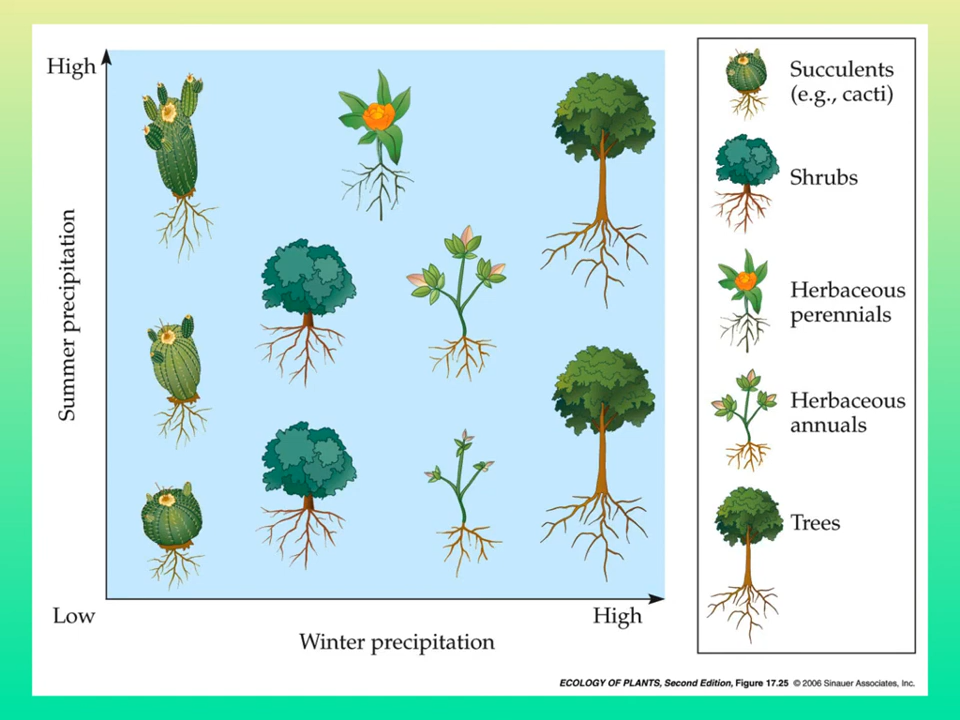 High
Summer precipitation
Low
High
Winter precipitation
Succulents
(e.g., cacti)
Shrubs
Herbaceous
perennials
Herbaceous
annuals
Trees
ECOLOGY OF PLANTS, Second Edition, Figure 17.25 © 2006 Sinauer Associates, Inc.